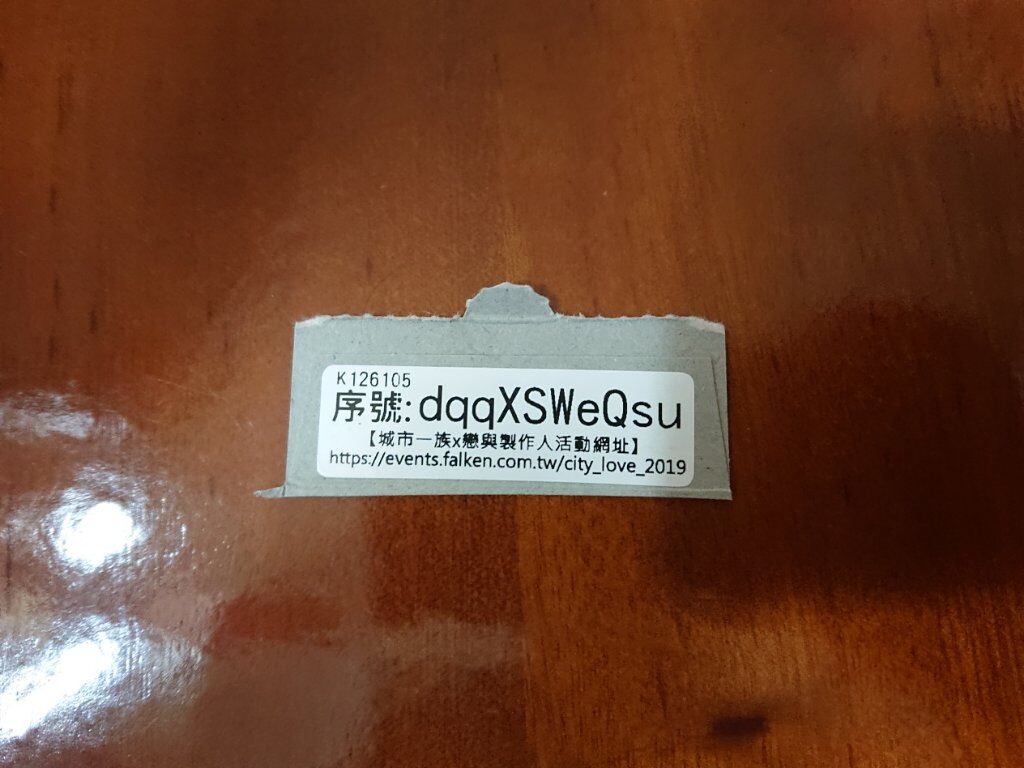 K126105
序號:dqqXSWeQsu
【城市一族x戀與製作人活動網址】
https://events.falken.com.tw/city_love_2019